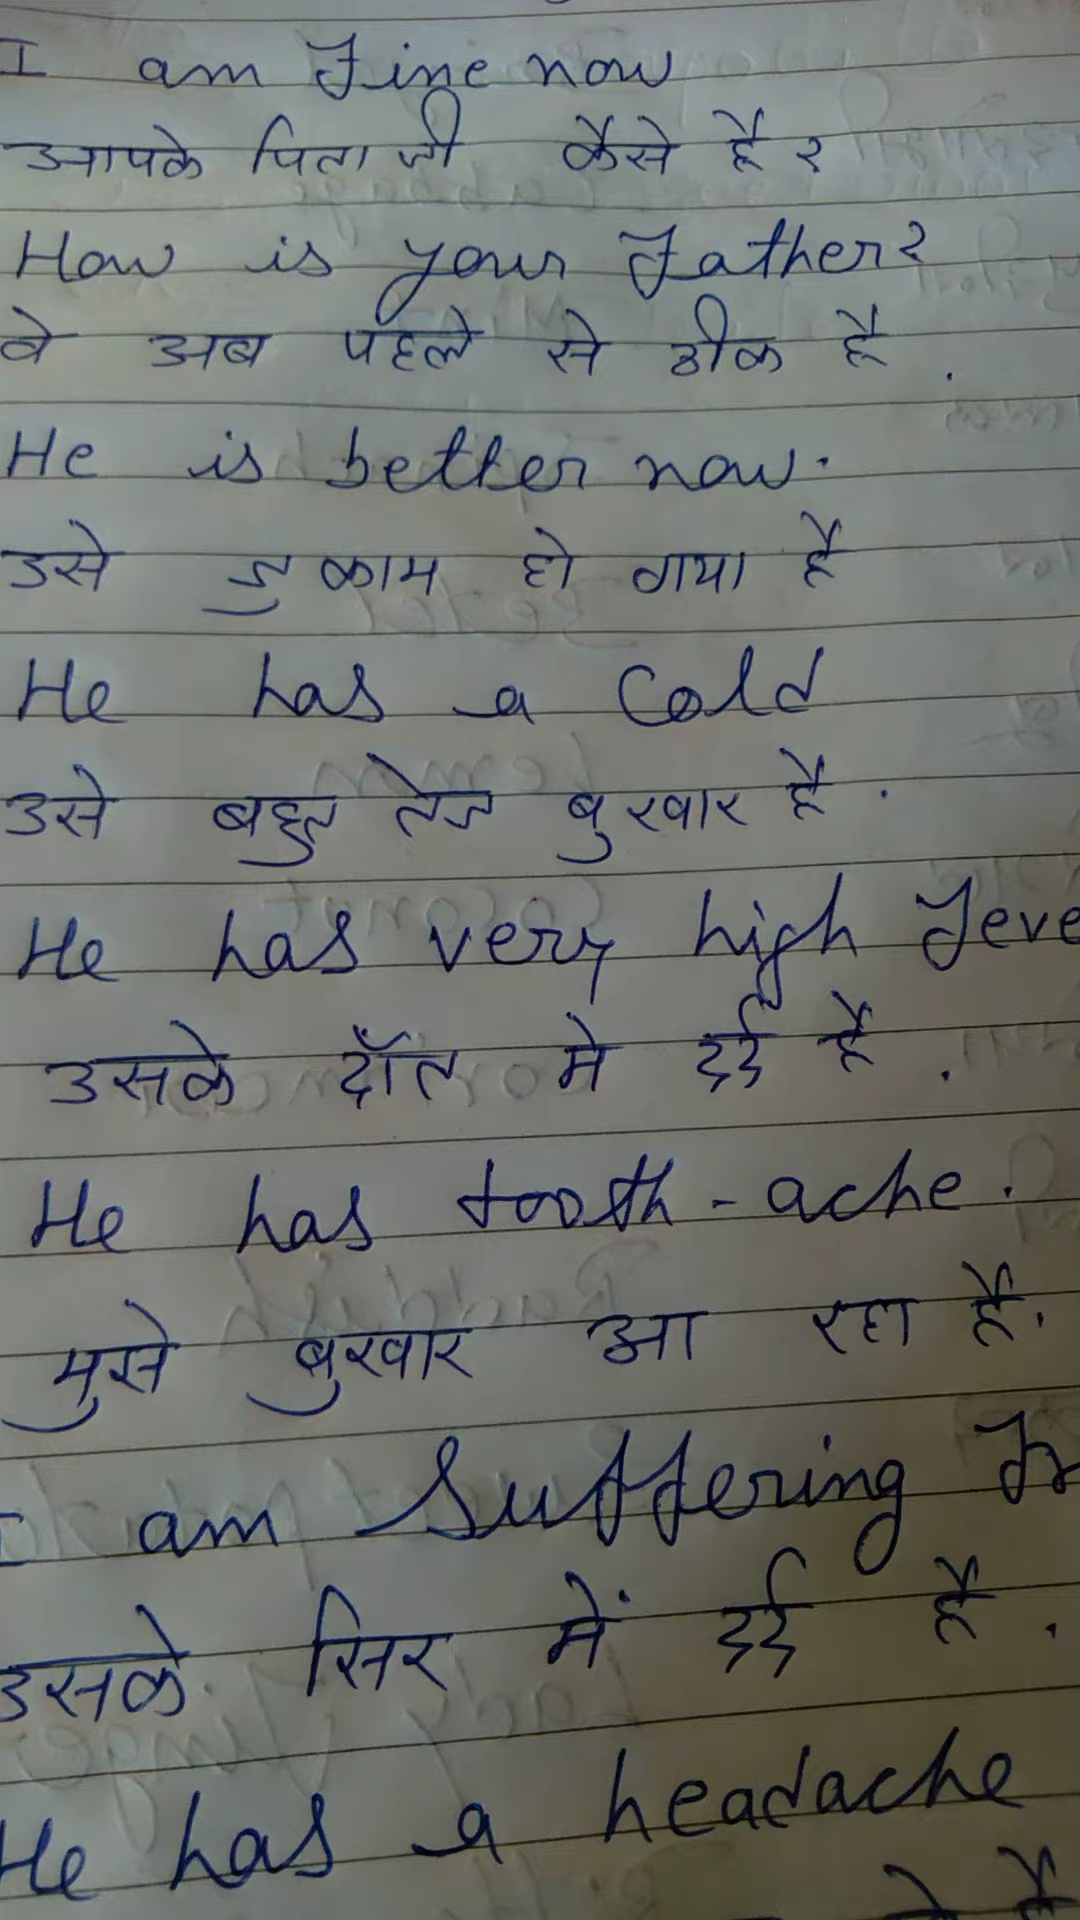 I am Fine now
आपके पिता जी कैसे है ?
How is your Father?
वे अब पहले से ठीक है .
He is better now.
उसे जुकाम हो गया है
He has a Cold
उसे बहुत तेज बुखार है .
He has very high Feve
उसके दाँत मे दर्द है .
He has tooth-ache.
मुसे बुखार आ रहा है.
I am Suffering Fr
उसके सिर में दर्द है .
He has a headache